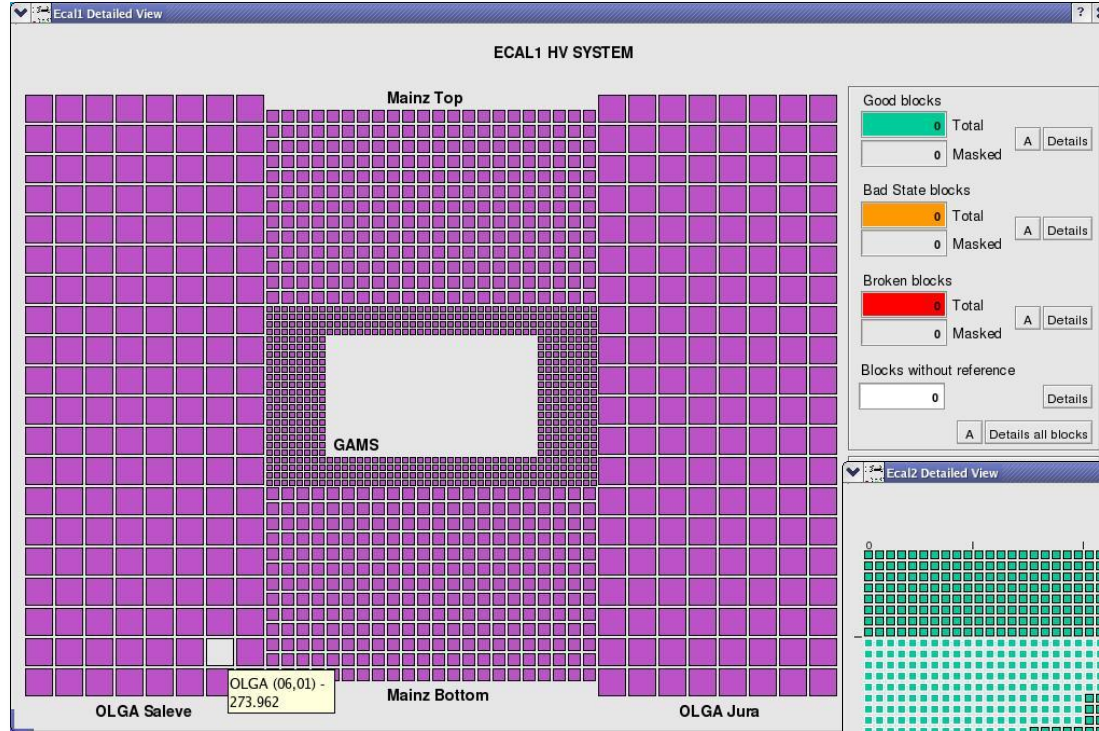 Ecal1 Detailed View
?
ECAL1 HV SYSTEM
Mainz Top
GAMS
OLGA (06,01) -
273.962
Mainz Bottom
OLGA Saleve
OLGA Jura
Good blocks
0 Total
A Details
0 Masked
Bad State blocks
0 Total
A Details
0 Masked
Broken blocks
0 Total
A Details
0 Masked
Blocks without reference
0 Details
A Details all blocks
Ecal2 Detailed View
0